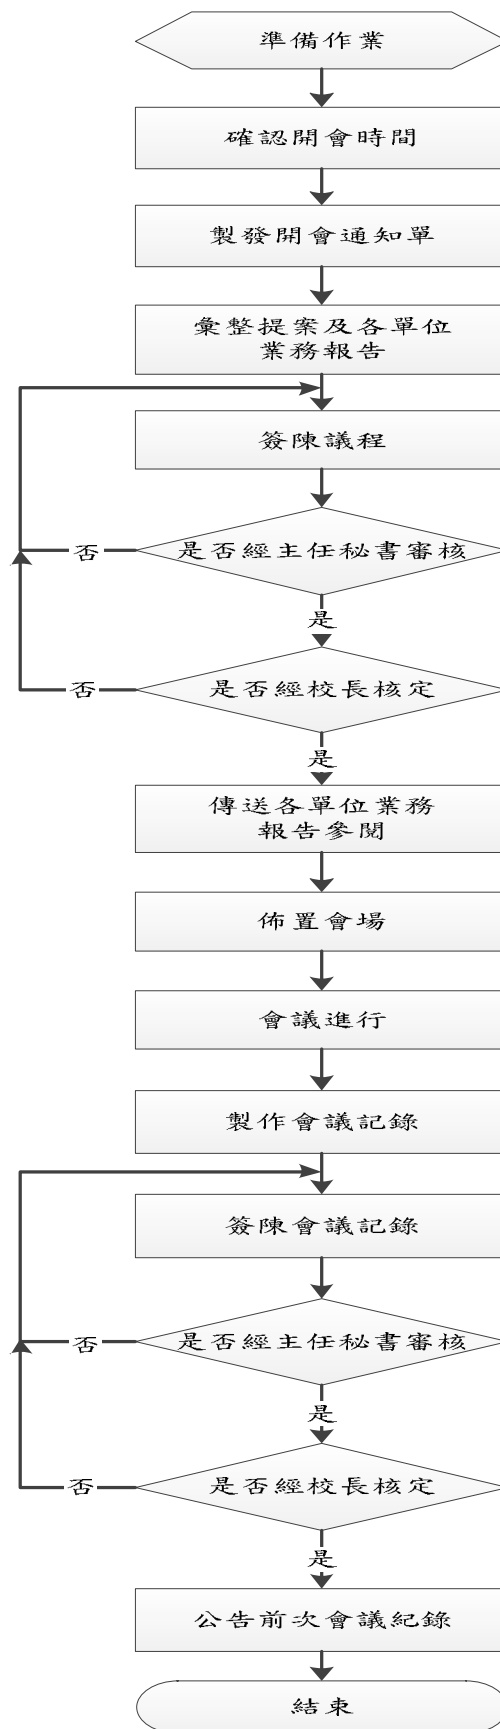 準備作業
確認開會時間
製發開會通知單
彙整提案及各單位
業務報告
簽陳議程
是否經主任秘書審核
否
是
是否經校長核定
否
是
傳送各單位業務
報告參閱
佈置會場
會議進行
製作會議記錄
簽陳會議記錄
是否經主任秘書審核
否
是
是否經校長核定
否
是
公告前次會議紀錄
結束